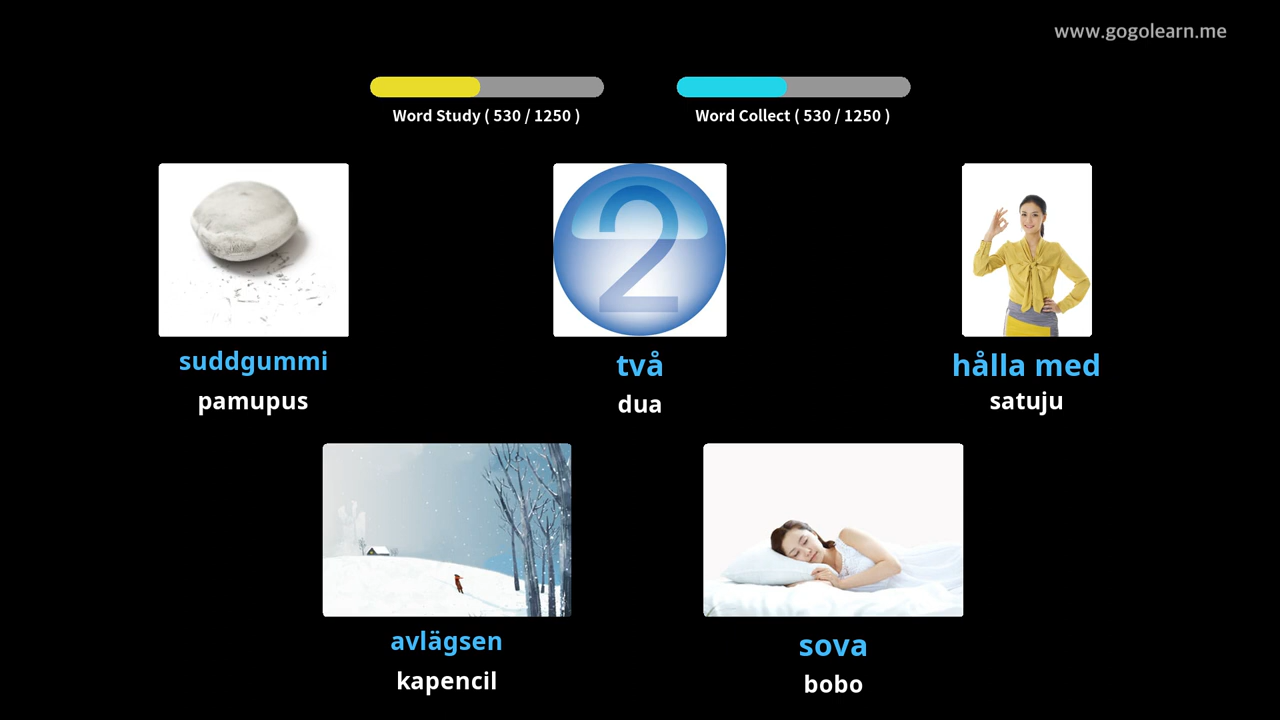 www.gogolearn.me
Word Study ( 530 / 1250 )
Word Collect ( 530 / 1250 )
2
suddgummi
pamupus
två
dua
hålla med
satuju
avlägsen
kapencil
sova
bobo